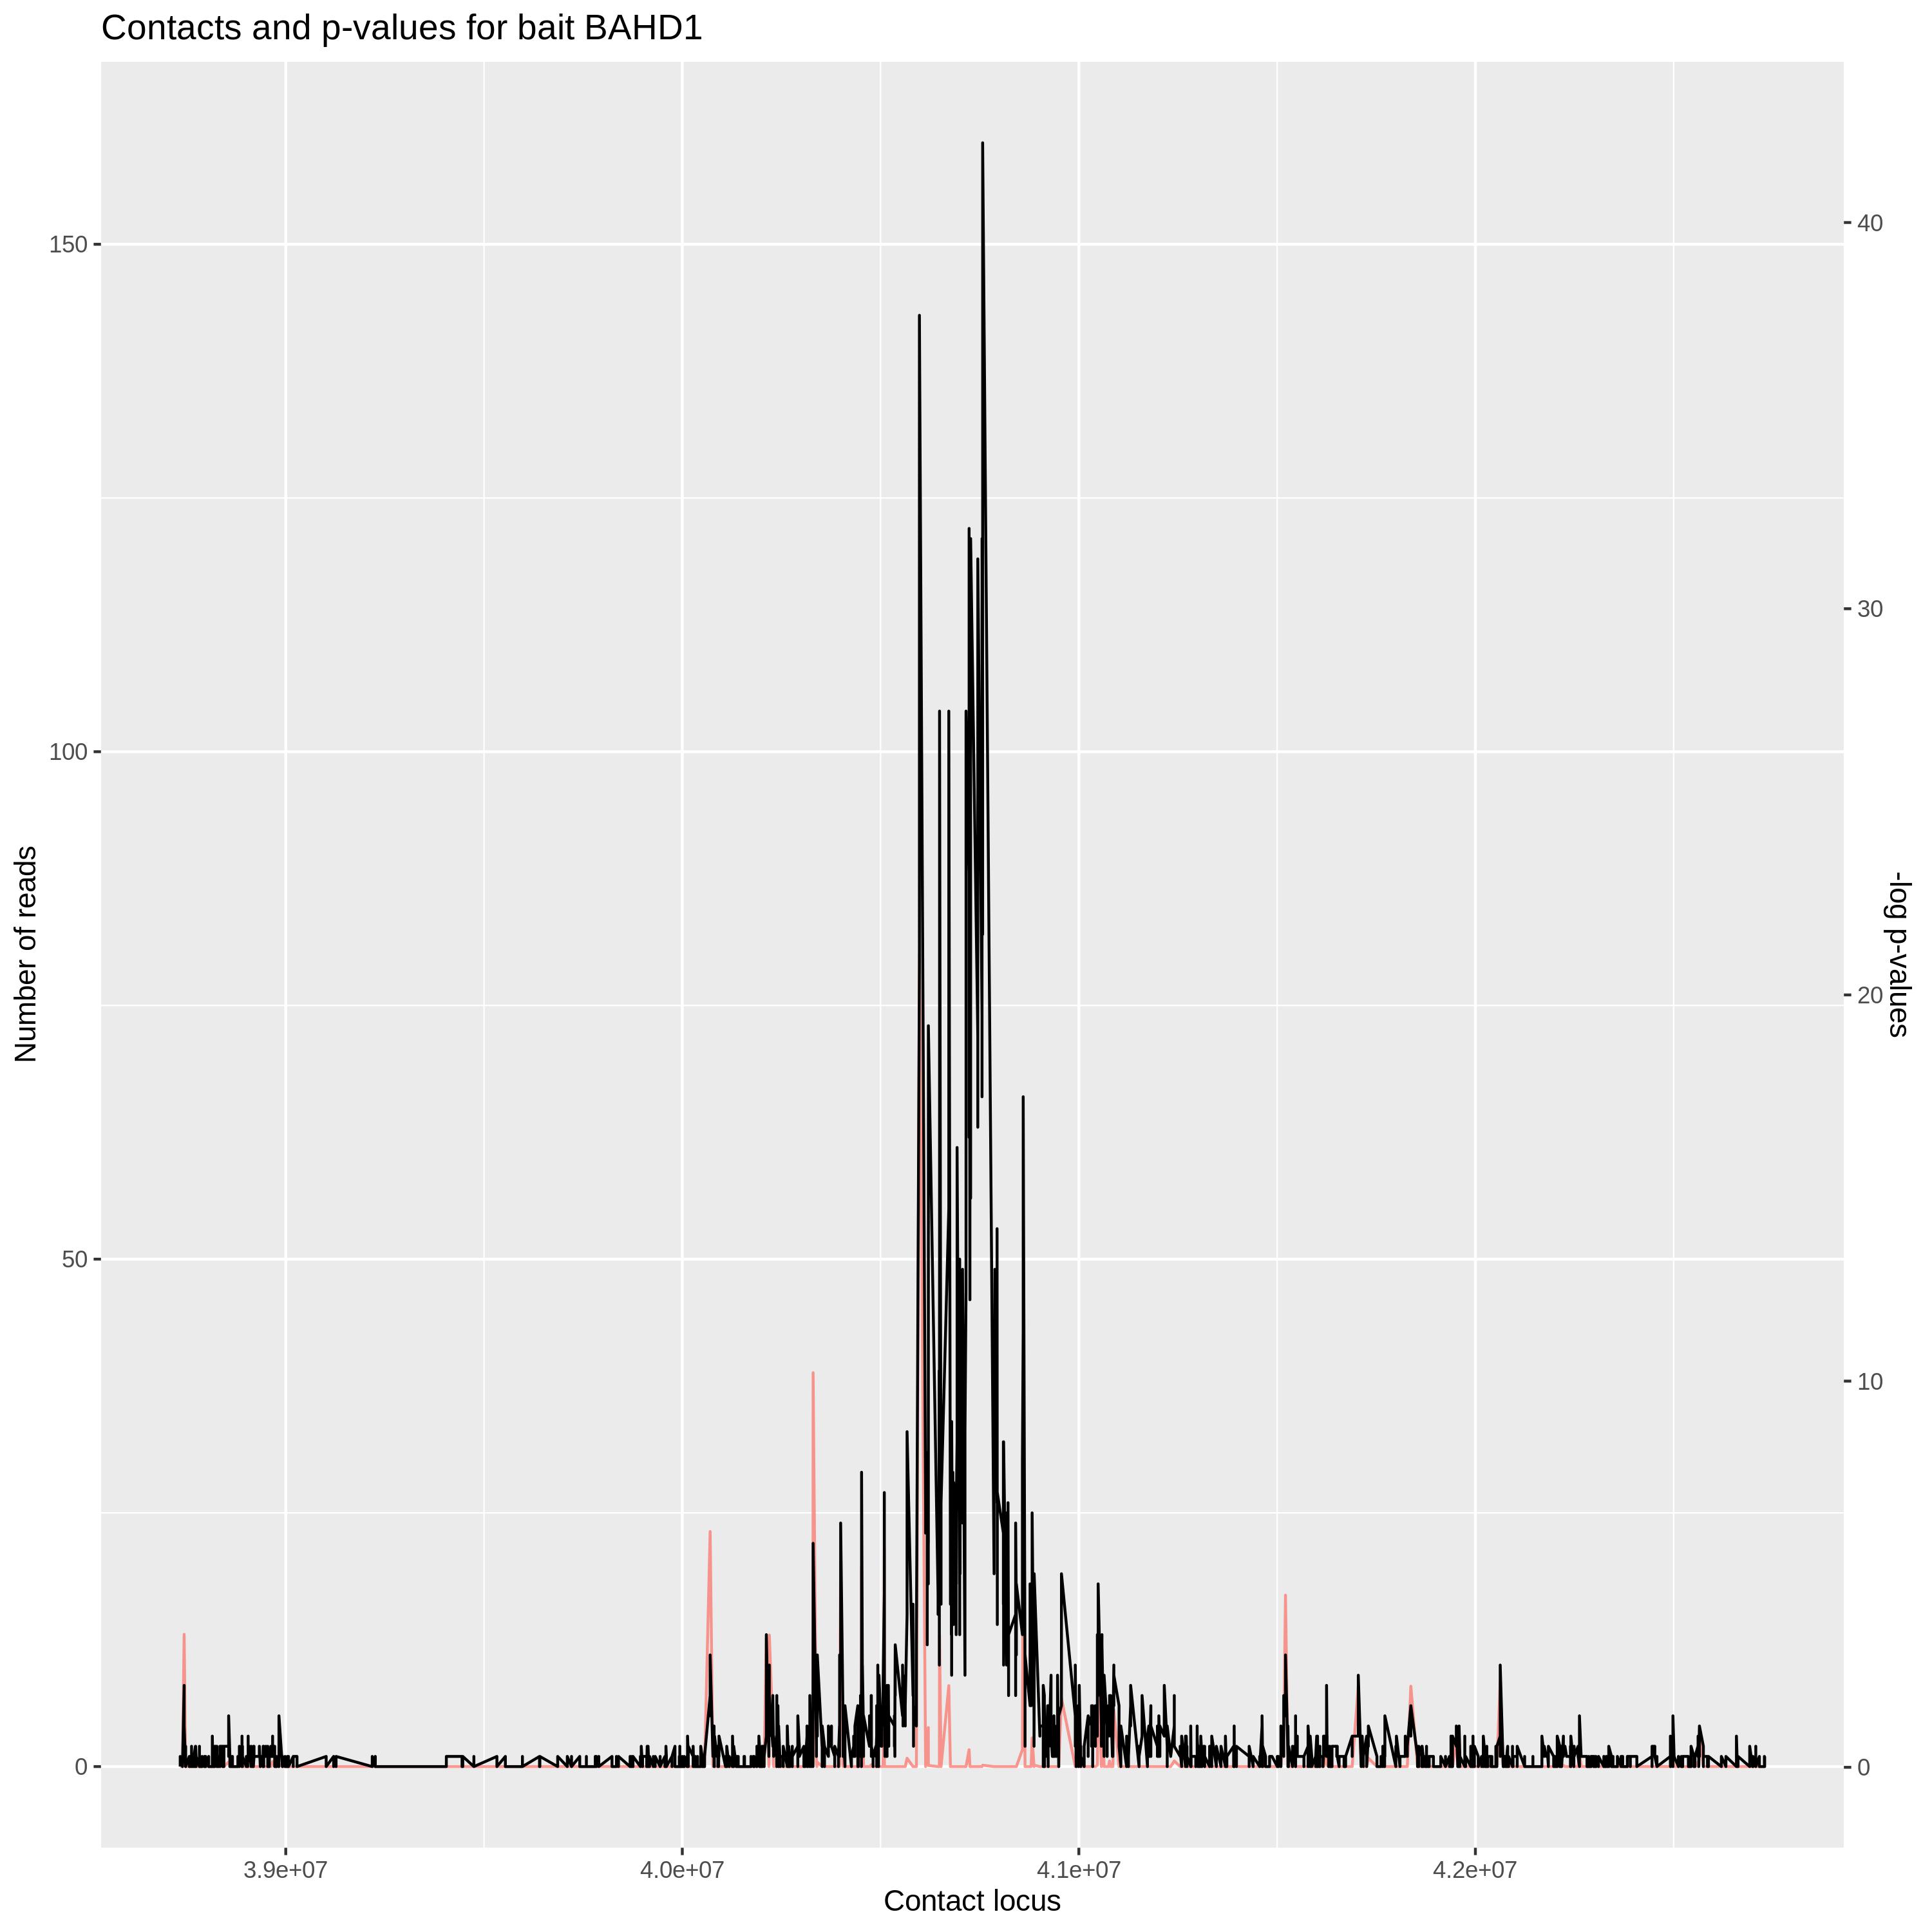 Contacts and p-values for bait BAHD1
150
100
50
0
Number of reads
40
30
20
10
0
-log p-values
3.9e+07
4.0e+07
4.1e+07
4.2e+07
Contact locus